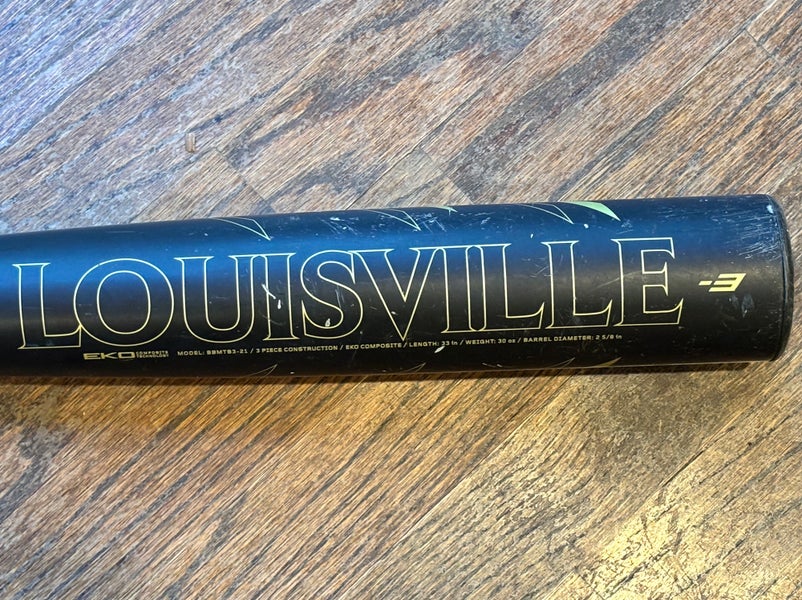 LOUISVILLE
-3
EKO COMPOSITE TECHNOLOGY
MODEL: BBMTB3-21 / 3 PIECE CONSTRUCTION / EKO COMPOSITE / LENGTH: 33 in / WEIGHT: 30 oz / BARREL DIAMETER: 2 5/8 in